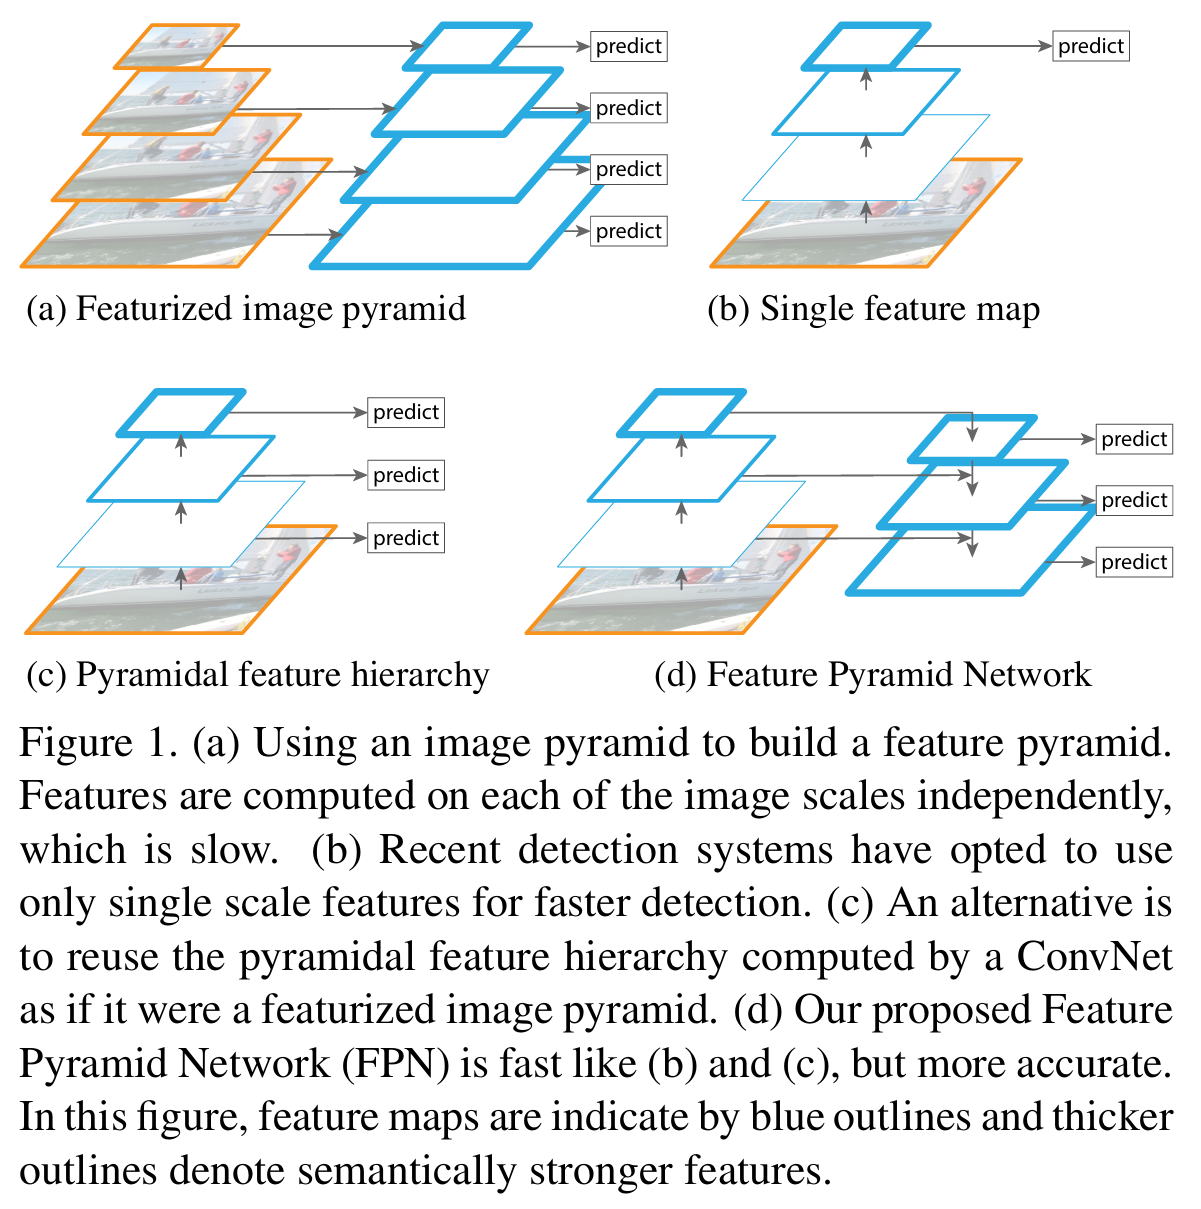 predict
predict
predict
predict
(a) Featurized image pyramid
predict
(b) Single feature map
predict
predict
predict
(c) Pyramidal feature hierarchy
predict
predict
predict
(d) Feature Pyramid Network
Figure 1. (a) Using an image pyramid to build a feature pyramid.
Features are computed on each of the image scales independently,
which is slow. (b) Recent detection systems have opted to use
only single scale features for faster detection. (c) An alternative is
to reuse the pyramidal feature hierarchy computed by a ConvNet
as if it were a featurized image pyramid. (d) Our proposed Feature
Pyramid Network (FPN) is fast like (b) and (c), but more accurate.
In this figure, feature maps are indicate by blue outlines and thicker
outlines denote semantically stronger features.